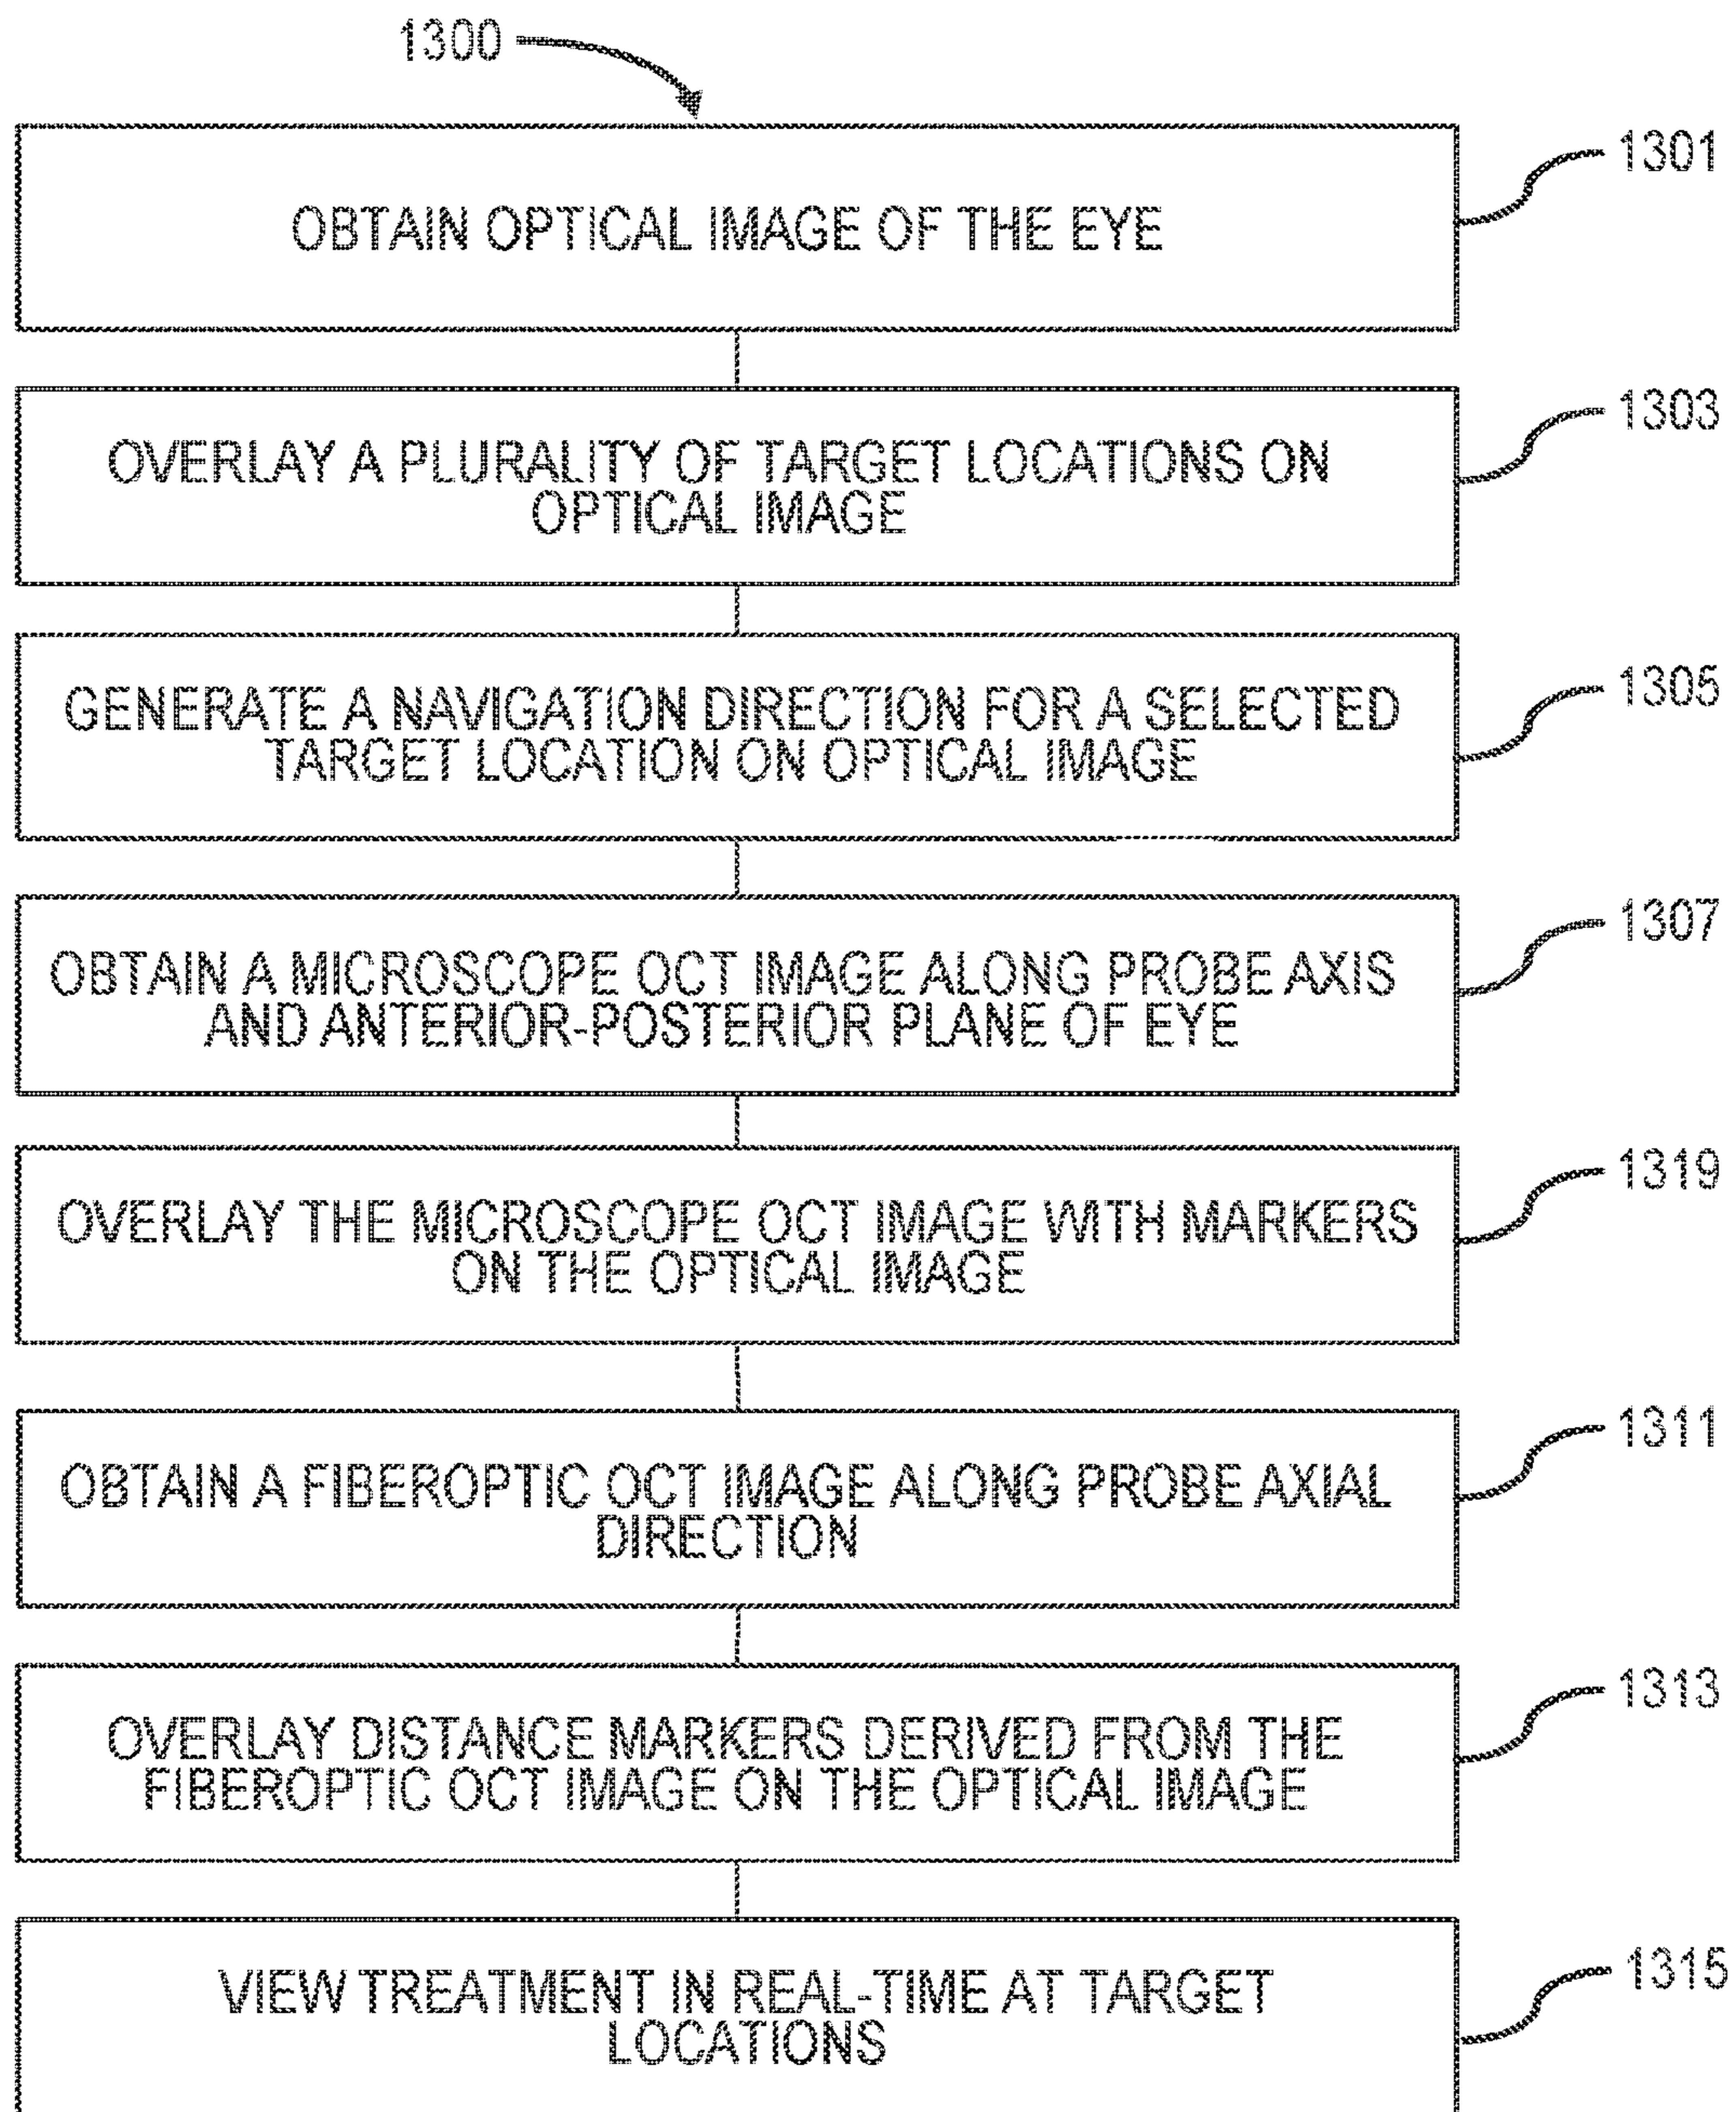 1300
OBTAIN OPTICAL IMAGE OF THE EYE
1301
OVERLAY A PLURALITY OF TARGET LOCATIONS ON
OPTICAL IMAGE
1303
GENERATE A NAVIGATION DIRECTION FOR A SELECTED
TARGET LOCATION ON OPTICAL IMAGE
1305
OBTAIN A MICROSCOPE OCT IMAGE ALONG PROBE AXIS
AND ANTERIOR-POSTERIOR PLANE OF EYE
1307
OVERLAY THE MICROSCOPE OCT IMAGE WITH MARKERS
ON THE OPTICAL IMAGE
1319
OBTAIN A FIBEROPTIC OCT IMAGE ALONG PROBE AXIAL
DIRECTION
1311
OVERLAY DISTANCE MARKERS DERIVED FROM THE
FIBEROPTIC OCT IMAGE ON THE OPTICAL IMAGE
1313
VIEW TREATMENT IN REAL-TIME AT TARGET
LOCATIONS
1315